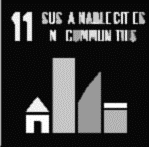 11 SUS A NABLE CIT ES
N COMMUN TIES